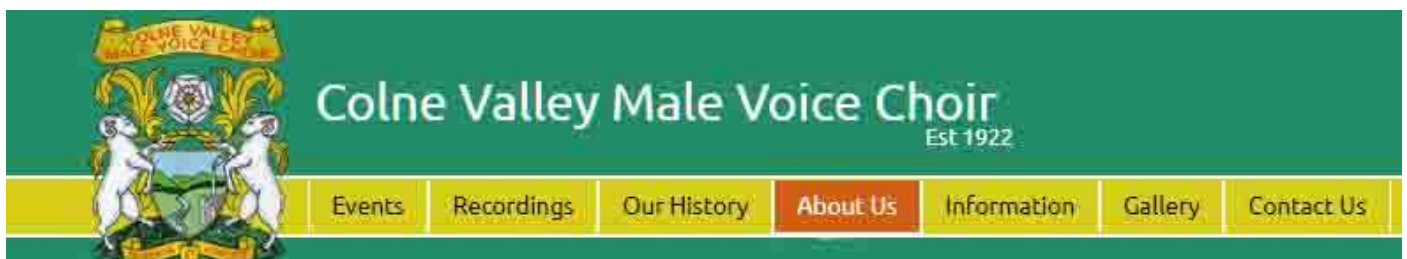 COLNE VALLEY
MALE VOICE CHOIR
Colne Valley Male Voice Choir
Est 1922
Events Recordings Our History About Us Information Gallery Contact Us